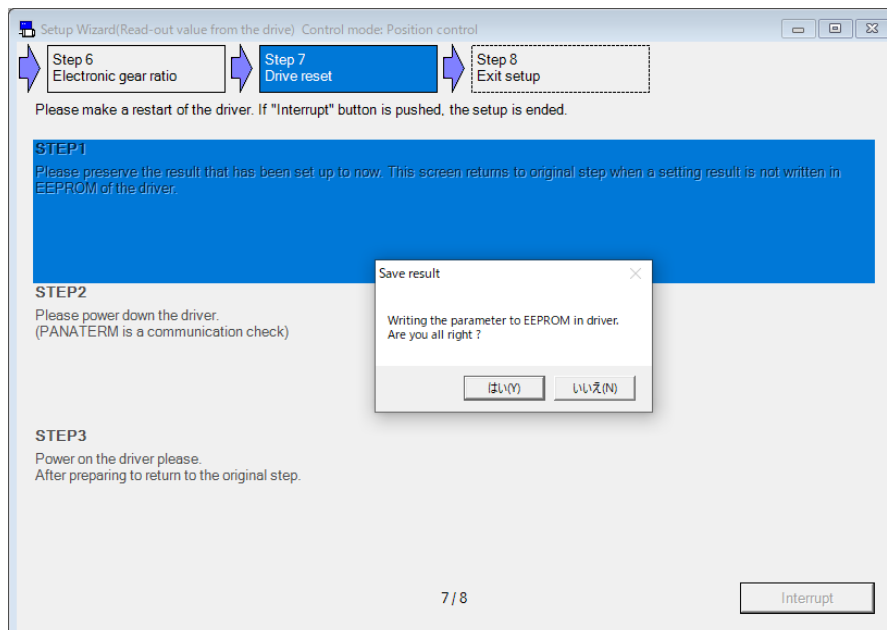 Setup Wizard(Read-out value from the drive) Control mode: Position control
Step 6
Electronic gear ratio
Step 7
Drive reset
Step 8
Exit setup
Please make a restart of the driver. If "Interrupt" button is pushed, the setup is ended.
STEP1
Please preserve the result that has been set up to now. This screen returns to original step when a setting result is not written in
EEPROM of the driver.
Save result
Writing the parameter to EEPROM in driver.
Are you all right ?
はい(Y)
いいえ(N)
STEP2
Please power down the driver.
(PANATERM is a communication check)
STEP3
Power on the driver please.
After preparing to return to the original step.
7 / 8
Interrupt